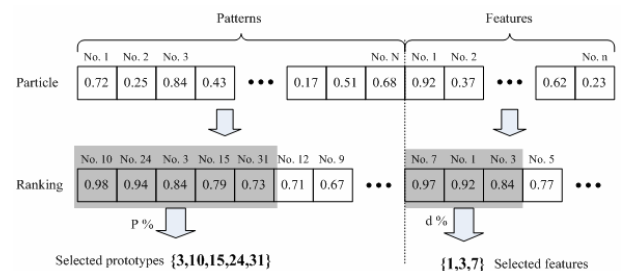 Patterns Features
No. 1 No. 2 No. 3 No. N No. 1 No. 2 No. n
Particle 0.72 0.25 0.84 0.43 ••• 0.17 0.51 0.68 0.92 0.37 ••• 0.62 0.23
No. 10 No. 24 No. 3 No. 15 No. 31 No. 12 No. 9 No. 7 No. 1 No. 3 No. 5
Ranking 0.98 0.94 0.84 0.79 0.73 0.71 0.67 ••• 0.97 0.92 0.84 0.77 •••
P % d %
Selected prototypes {3,10,15,24,31} {1,3,7} Selected features